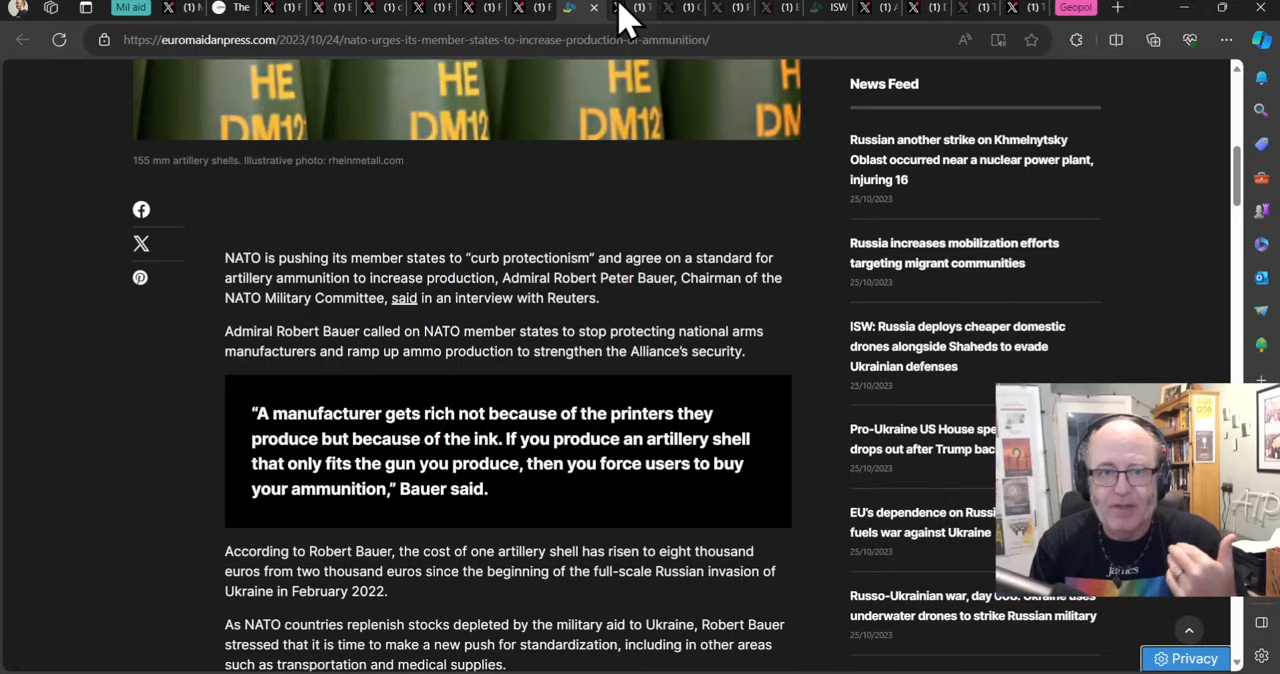 Mil aid
(1) N
The
(1) F
(1) F
(1) F
(1) F
ISW
Geopol
https://euromaidanpress.com/2023/10/24/nato-urges-its-member-states-to-increase-production-of-ammunition/
HE HE HE HE
DM12 DM12 DM12 DM
155 mm artillery shells. Illustrative photo: rheinmetall.com
NATO is pushing its member states to “curb protectionism” and agree on a standard for
artillery ammunition to increase production, Admiral Robert Peter Bauer, Chairman of the
NATO Military Committee, said in an interview with Reuters.
Admiral Robert Bauer called on NATO member states to stop protecting national arms
manufacturers and ramp up ammo production to strengthen the Alliance’s security.
“A manufacturer gets rich not because of the printers they
produce but because of the ink. If you produce an artillery shell
that only fits the gun you produce, then you force users to buy
your ammunition,” Bauer said.
According to Robert Bauer, the cost of one artillery shell has risen to eight thousand
euros from two thousand euros since the beginning of the full-scale Russian invasion of
Ukraine in February 2022.
As NATO countries replenish stocks depleted by the military aid to Ukraine, Robert Bauer
stressed that it is time to make a new push for standardization, including in other areas
such as transportation and medical supplies.
News Feed
Russian another strike on Khmelnytsky
Oblast occurred near a nuclear power plant,
injuring 16
25/10/2023
Russia increases mobilization efforts
targeting migrant communities
25/10/2023
ISW: Russia deploys cheaper domestic
drones alongside Shaheds to evade
Ukrainian defenses
25/10/2023
Pro-Ukraine US House spe
drops out after Trump bac
25/10/2023
EU’s dependence on Russi
fuels war against Ukraine
25/10/2023
Russo-Ukrainian war, day Ukraine uses
underwater drones to strike Russian military
25/10/2023
GOD
ATP
james
Privacy